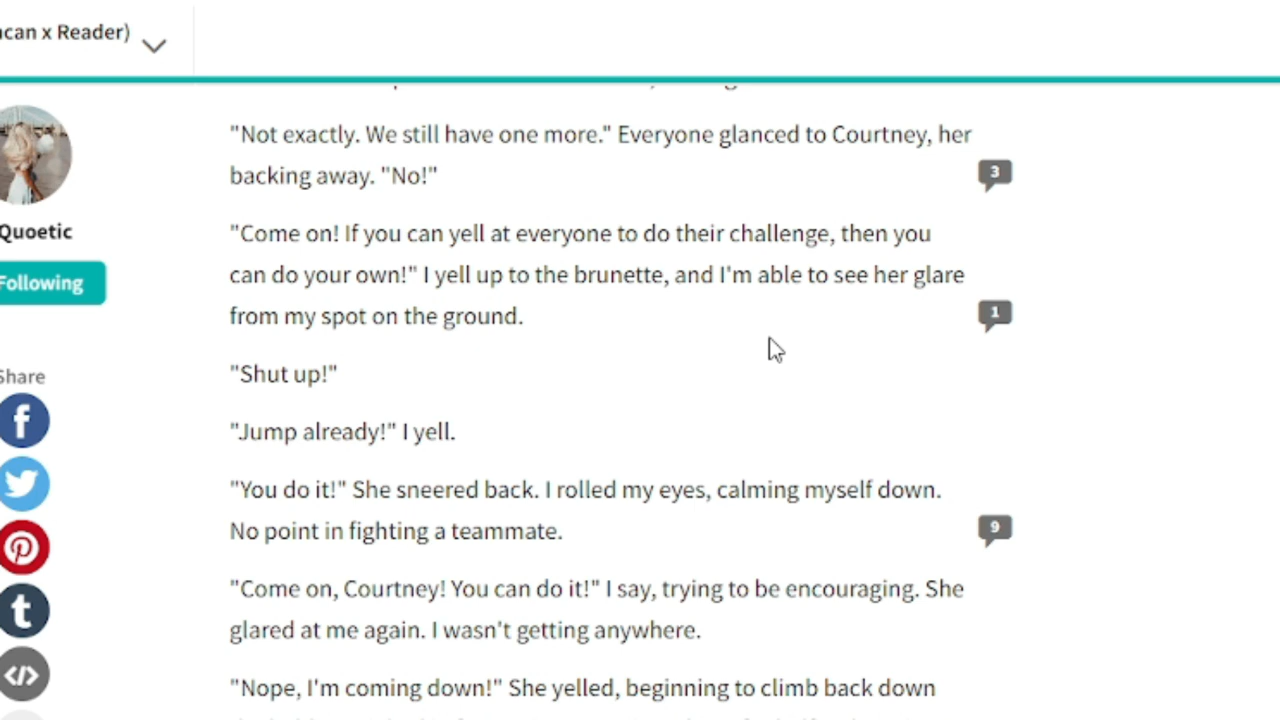 can x Reader)
"Not exactly. We still have one more." Everyone glanced to Courtney, her
backing away. "No!"
3
"Come on! If you can yell at everyone to do their challenge, then you
can do your own!" I yell up to the brunette, and I'm able to see her glare
from my spot on the ground.
1
"Shut up!"
"Jump already!" I yell.
"You do it!" She sneered back. I rolled my eyes, calming myself down.
No point in fighting a teammate.
9
"Come on, Courtney! You can do it!" I say, trying to be encouraging. She
glared at me again. I wasn't getting anywhere.
"Nope, I'm coming down!" She yelled, beginning to climb back down
Quoetic
Following
Share